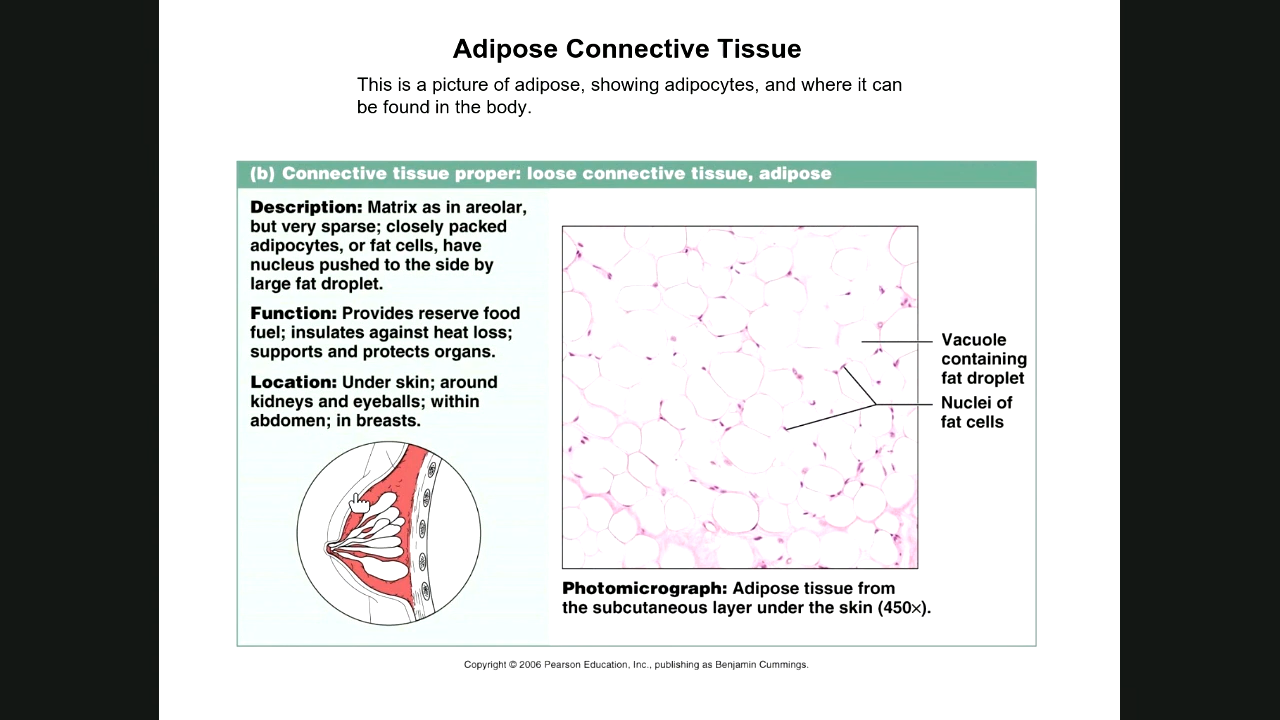 Adipose Connective Tissue
This is a picture of adipose, showing adipocytes, and where it can
be found in the body.
(b) Connective tissue proper: loose connective tissue, adipose
Description: Matrix as in areolar,
but very sparse; closely packed
adipocytes, or fat cells, have
nucleus pushed to the side by
large fat droplet.
Function: Provides reserve food
fuel; insulates against heat loss;
supports and protects organs.
Location: Under skin; around
kidneys and eyeballs; within
abdomen; in breasts.
Vacuole
containing
fat droplet
Nuclei of
fat cells
Photomicrograph: Adipose tissue from
the subcutaneous layer under the skin (450×).
Copyright © 2006 Pearson Education, Inc., publishing as Benjamin Cummings.